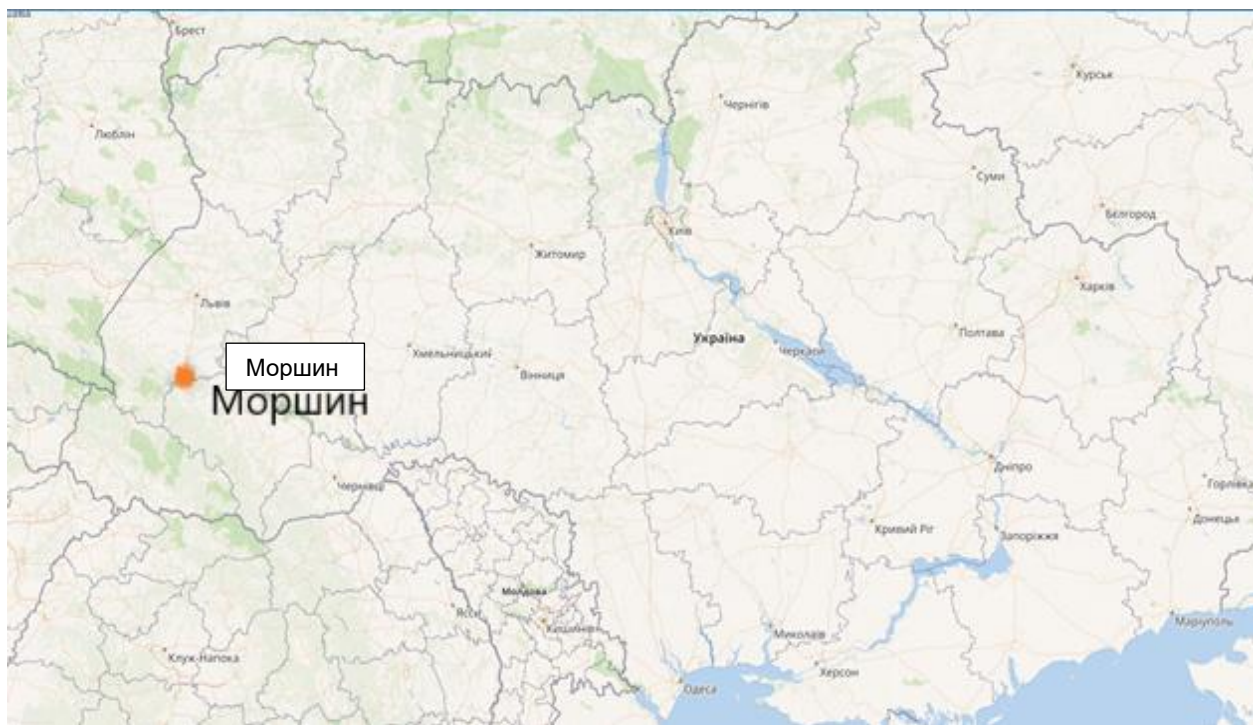 Брест
Курськ
Чернігів
Люблін
Суми
Бєлгород
Київ
Житомир
Харків
Львів
Полтава
Україна
Черкаси
Хмельницький
Вінниця
Моршин
Моршин
Дніпро
Чернівці
Горлівка
Донецьк
Кривий Ріг
Запоріжжя
Молдова
Ясси
Маріуполь
Кишинів
Миколаїв
Клуж-Напока
Херсон
Одеса